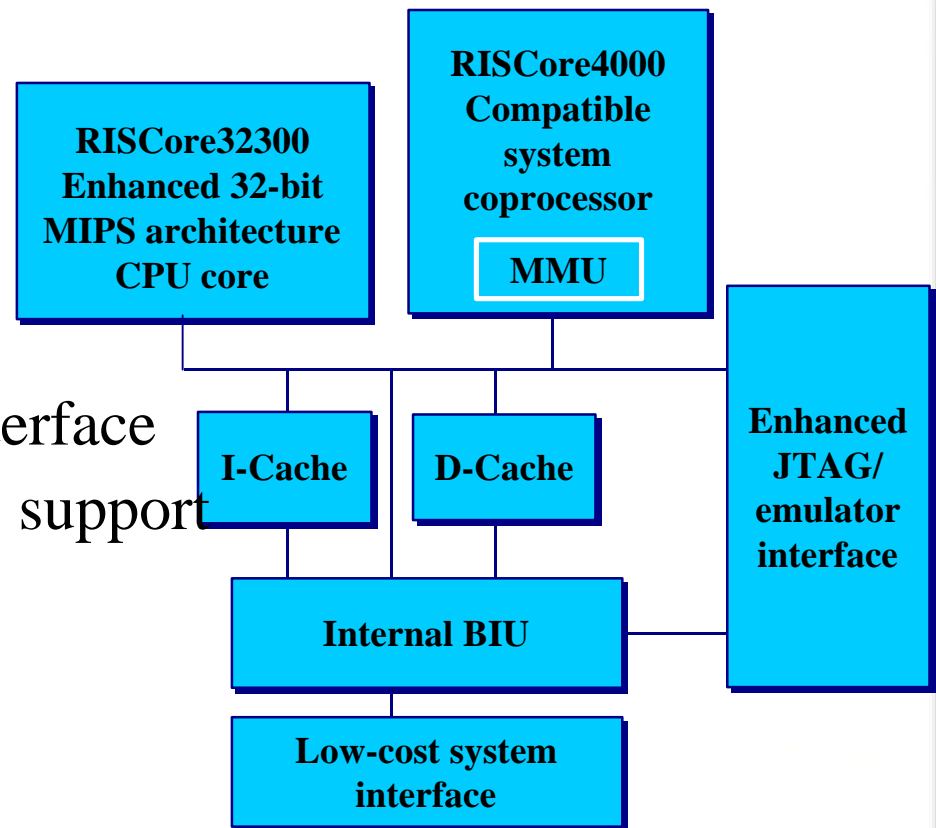 RISCore4000
Compatible
system
coprocessor
MMU
RISCore32300
Enhanced 32-bit
MIPS architecture
CPU core
erface
support
I-Cache
D-Cache
Enhanced
JTAG/
emulator
interface
Internal BIU
Low-cost system
interface